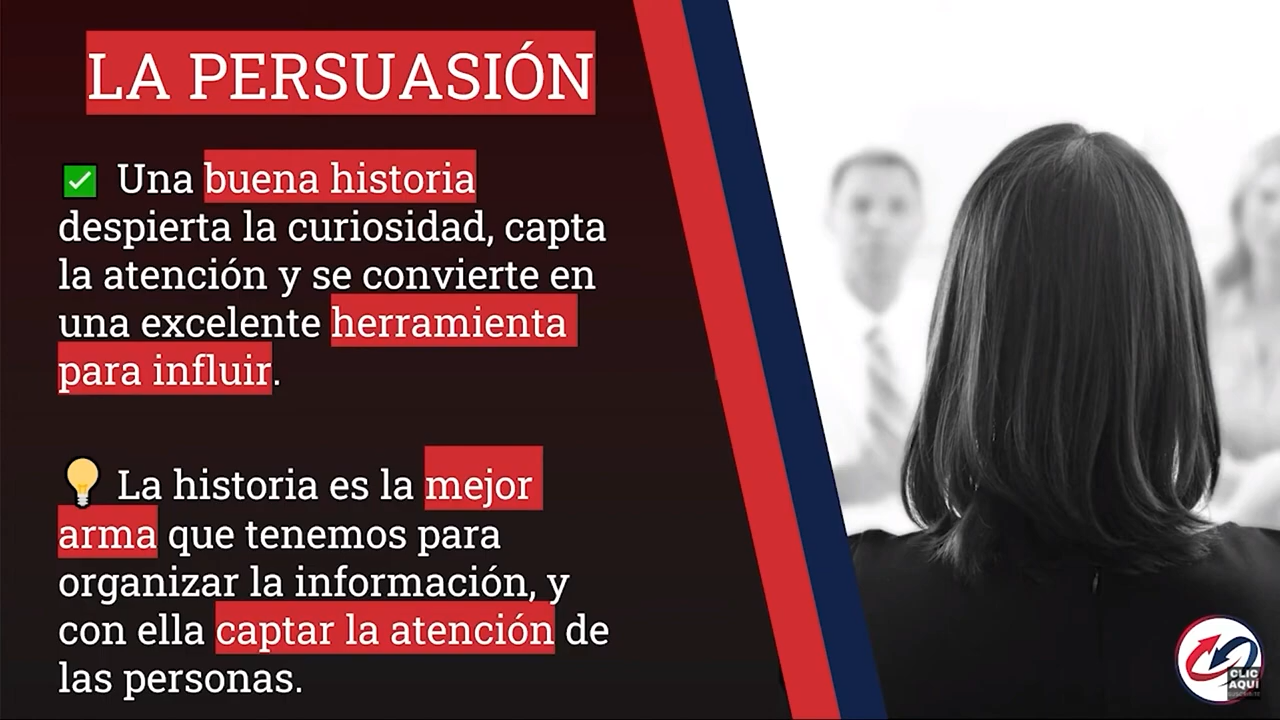 LA PERSUASIÓN
✅ Una buena historia
despierta la curiosidad, capta
la atención y se convierte en
una excelente herramienta
para influir.
💡 La historia es la mejor
arma que tenemos para
organizar la información, y
con ella captar la atención de
las personas.
CLIC
AQUÍ